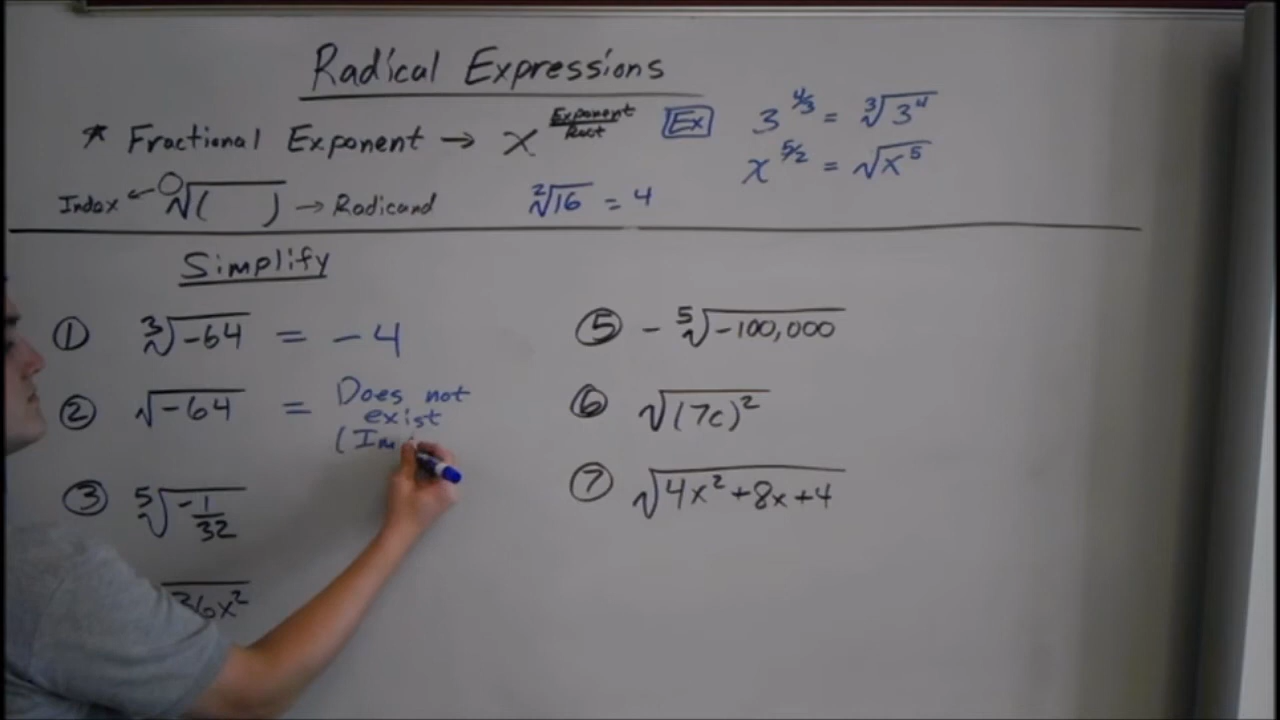 Radical Expressions
* Fractional Exponent → x^(Exponent/Root) Ex 3^(4/3) = ∛(3⁴)
x^(5/2) = √(x⁵)
Index ← √( ) → Radicand ²√16 = 4
Simplify
① ³√-64 = -4
② √-64 = Does not
exist
(Im
③ ⁵√(-1/32)
36x²
⑤ - ⁵√-100,000
⑥ √(7c)²
⑦ √4x²+8x+4